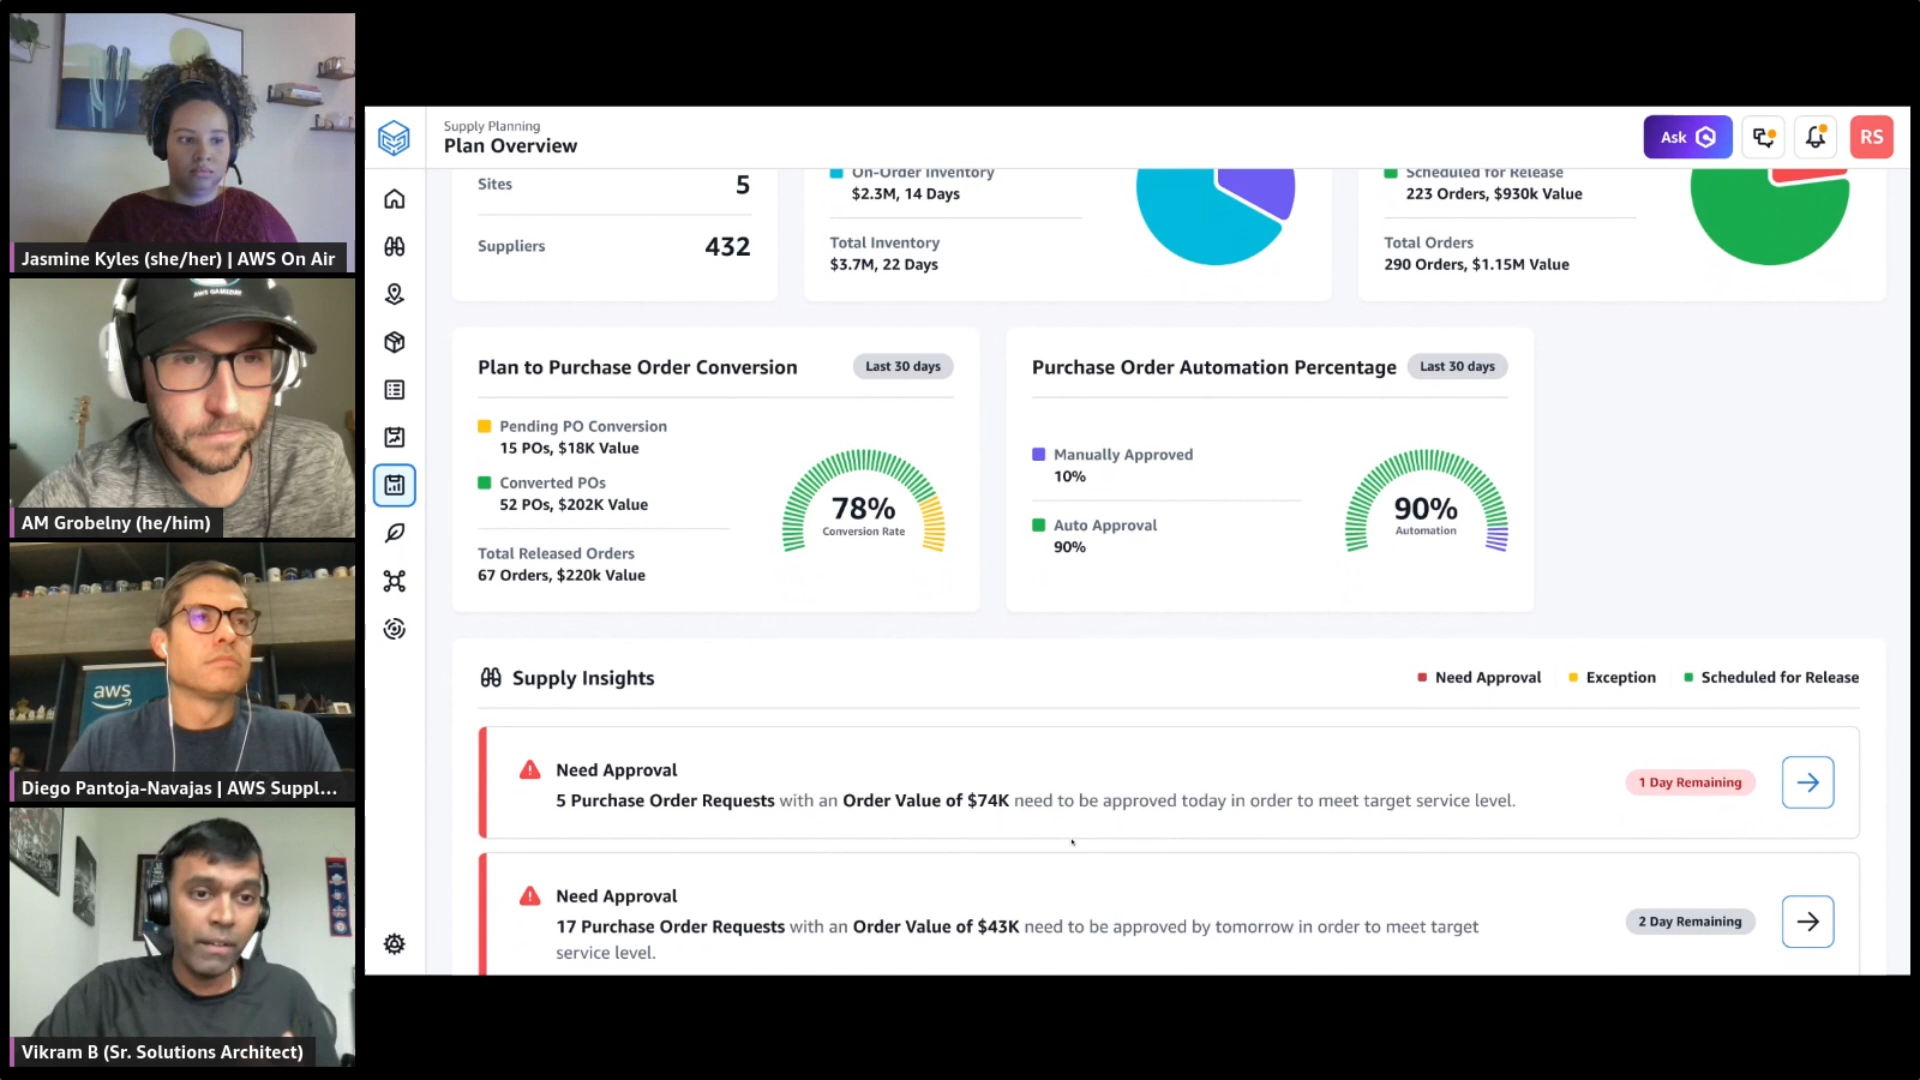 Jasmine Kyles (she/her) | AWS On Air
AWS GAMEDAY
AM Grobelny (he/him)
aws
Diego Pantoja-Navajas | AWS Suppl...
Vikram B (Sr. Solutions Architect)
Supply Planning
Plan Overview
Ask
RS
Sites
5
Suppliers
432
On-Order Inventory
$2.3M, 14 Days
Total Inventory
$3.7M, 22 Days
Scheduled for Release
223 Orders, $930k Value
Total Orders
290 Orders, $1.15M Value
Plan to Purchase Order Conversion
Last 30 days
Pending PO Conversion
15 POs, $18K Value
Converted POs
52 POs, $202K Value
Total Released Orders
67 Orders, $220k Value
78%
Conversion Rate
Purchase Order Automation Percentage
Last 30 days
Manually Approved
10%
Auto Approval
90%
90%
Automation
Supply Insights
Need Approval
Exception
Scheduled for Release
Need Approval
5 Purchase Order Requests with an Order Value of $74K need to be approved today in order to meet target service level.
1 Day Remaining
Need Approval
17 Purchase Order Requests with an Order Value of $43K need to be approved by tomorrow in order to meet target
service level.
2 Day Remaining